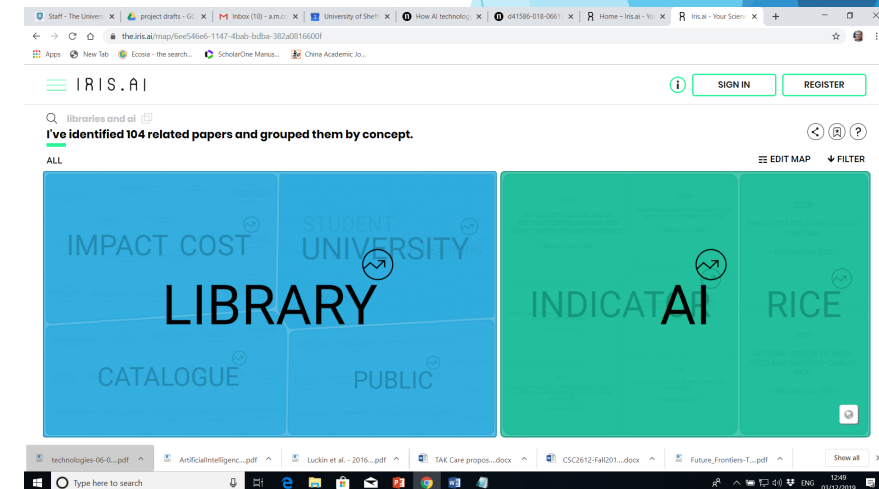 Staff - The Univers
project drafts - GC
Inbox (10) - a.m.co
University of Sheff
How AI technolog
d41586-018-0661
Home – Iris.ai - Yo
Iris.ai - Your Scienc
the.iris.ai/map/6ee546e6-1147-4bab-bdba-382a0816600f
Apps New Tab Ecosia - the search... ScholarOne Manus... China Academic Jo...
IRIS.AI
i SIGN IN REGISTER
libraries and ai
I've identified 104 related papers and grouped them by concept.
?
ALL EDIT MAP FILTER
IMPACT COST
STUDENT
UNIVERSITY
LIBRARY
CATALOGUE
PUBLIC
INDICATOR
AI
RICE
technologies-06-0....pdf ArtificialIntelligenc....pdf Luckin et al. - 2016....pdf TAK Care propos....docx CSC2612-Fall201....docx Future_Frontiers-T....pdf Show all
Type here to search
ENG
12:49
03/12/2019